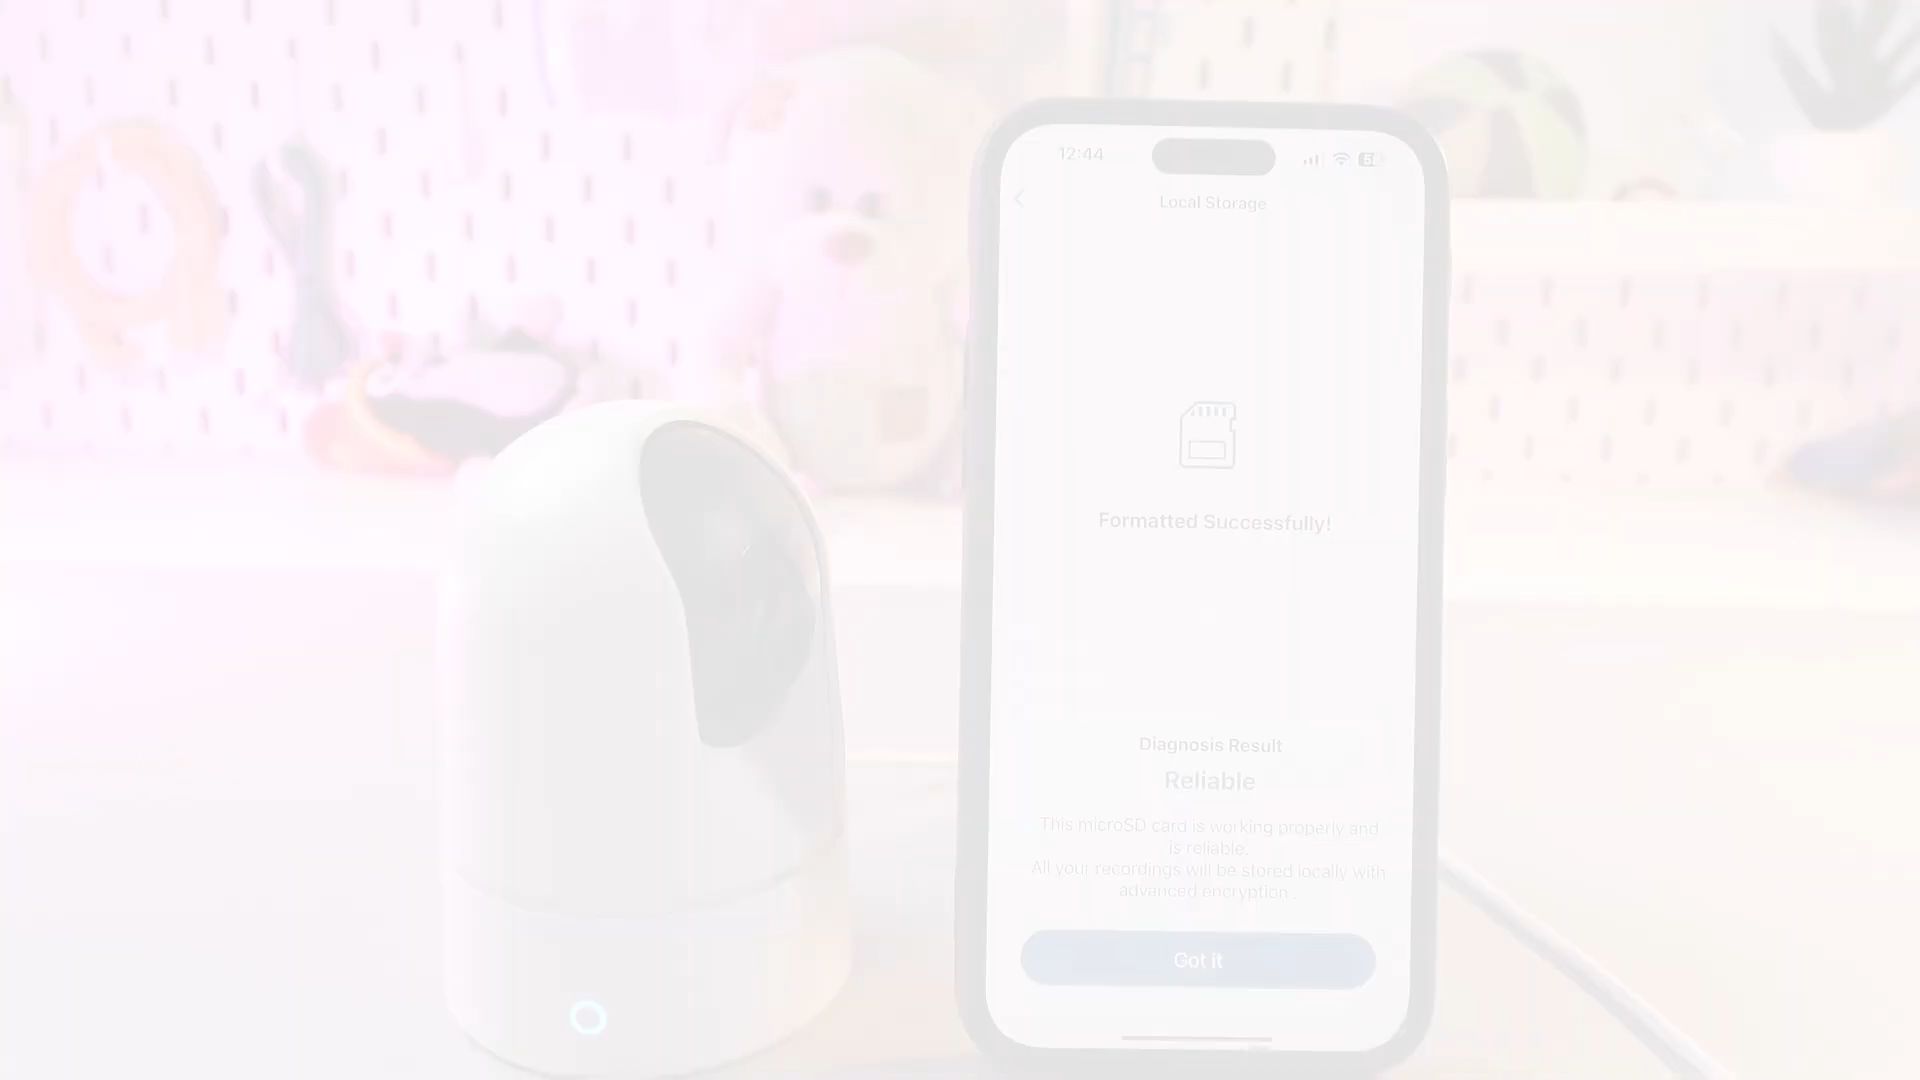 12:44
Local Storage
Formatted Successfully!
Diagnosis Result
Reliable
This microSD card is working properly and
is reliable.
All your recordings will be stored locally with
advanced encryption .
Got it